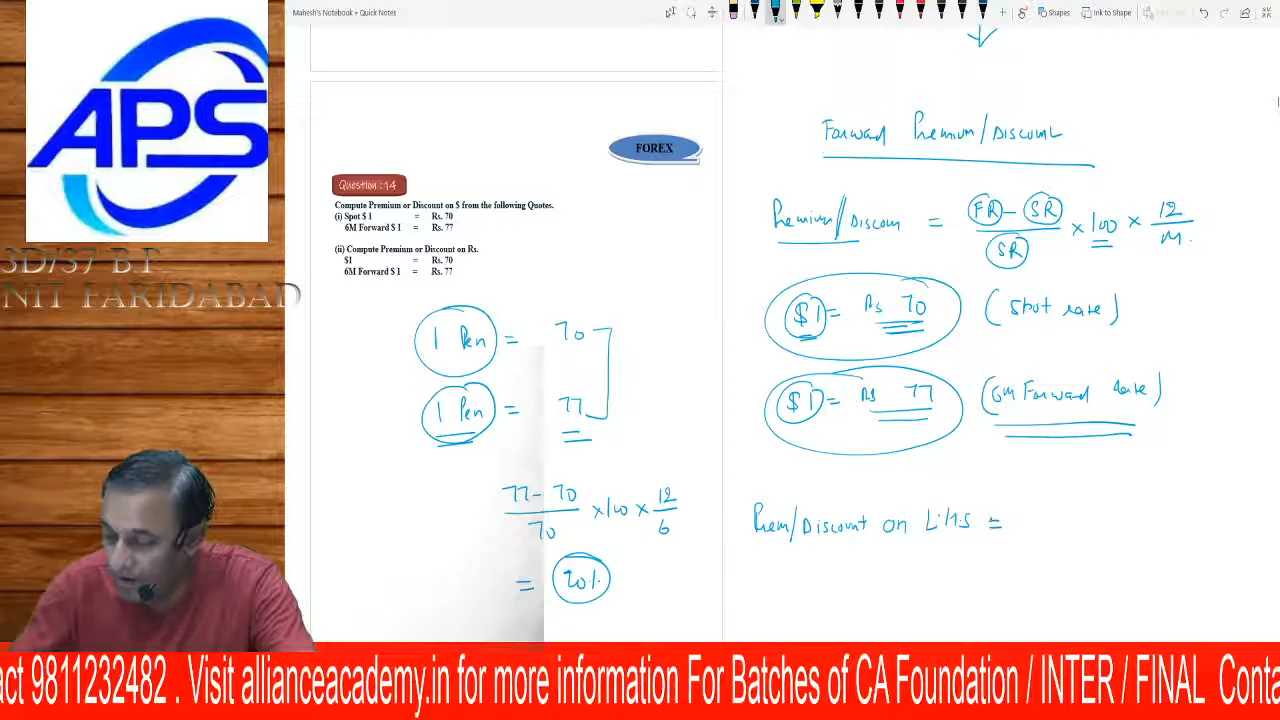 APS
3D/37 B.P.
NIT FARIDABAD
Mahesh's Notebook » Quick Notes
Shapes
Ink to Shape
FOREX
Question : 14
Compute Premium or Discount on $ from the following Quotes.
(i) Spot $ 1 = Rs. 70
6M Forward $ 1 = Rs. 77
(ii) Compute Premium or Discount on Rs.
$1 = Rs. 70
6M Forward $ 1 = Rs. 77
1 Pen = 70
1 Pen = 77
77 - 70
70
× 100 × 12
6
= 20%
Forward Premium/Discount
Premium/Discoun = FR - SR
SR
× 100 × 12
M.
$1 = Rs 70 (Spot rate)
$1 = Rs 77 (6M Forward rate)
Prem/Discount on L.H.S =
act 9811232482 . Visit allianceacademy.in for more information For Batches of CA Foundation / INTER / FINAL Conta